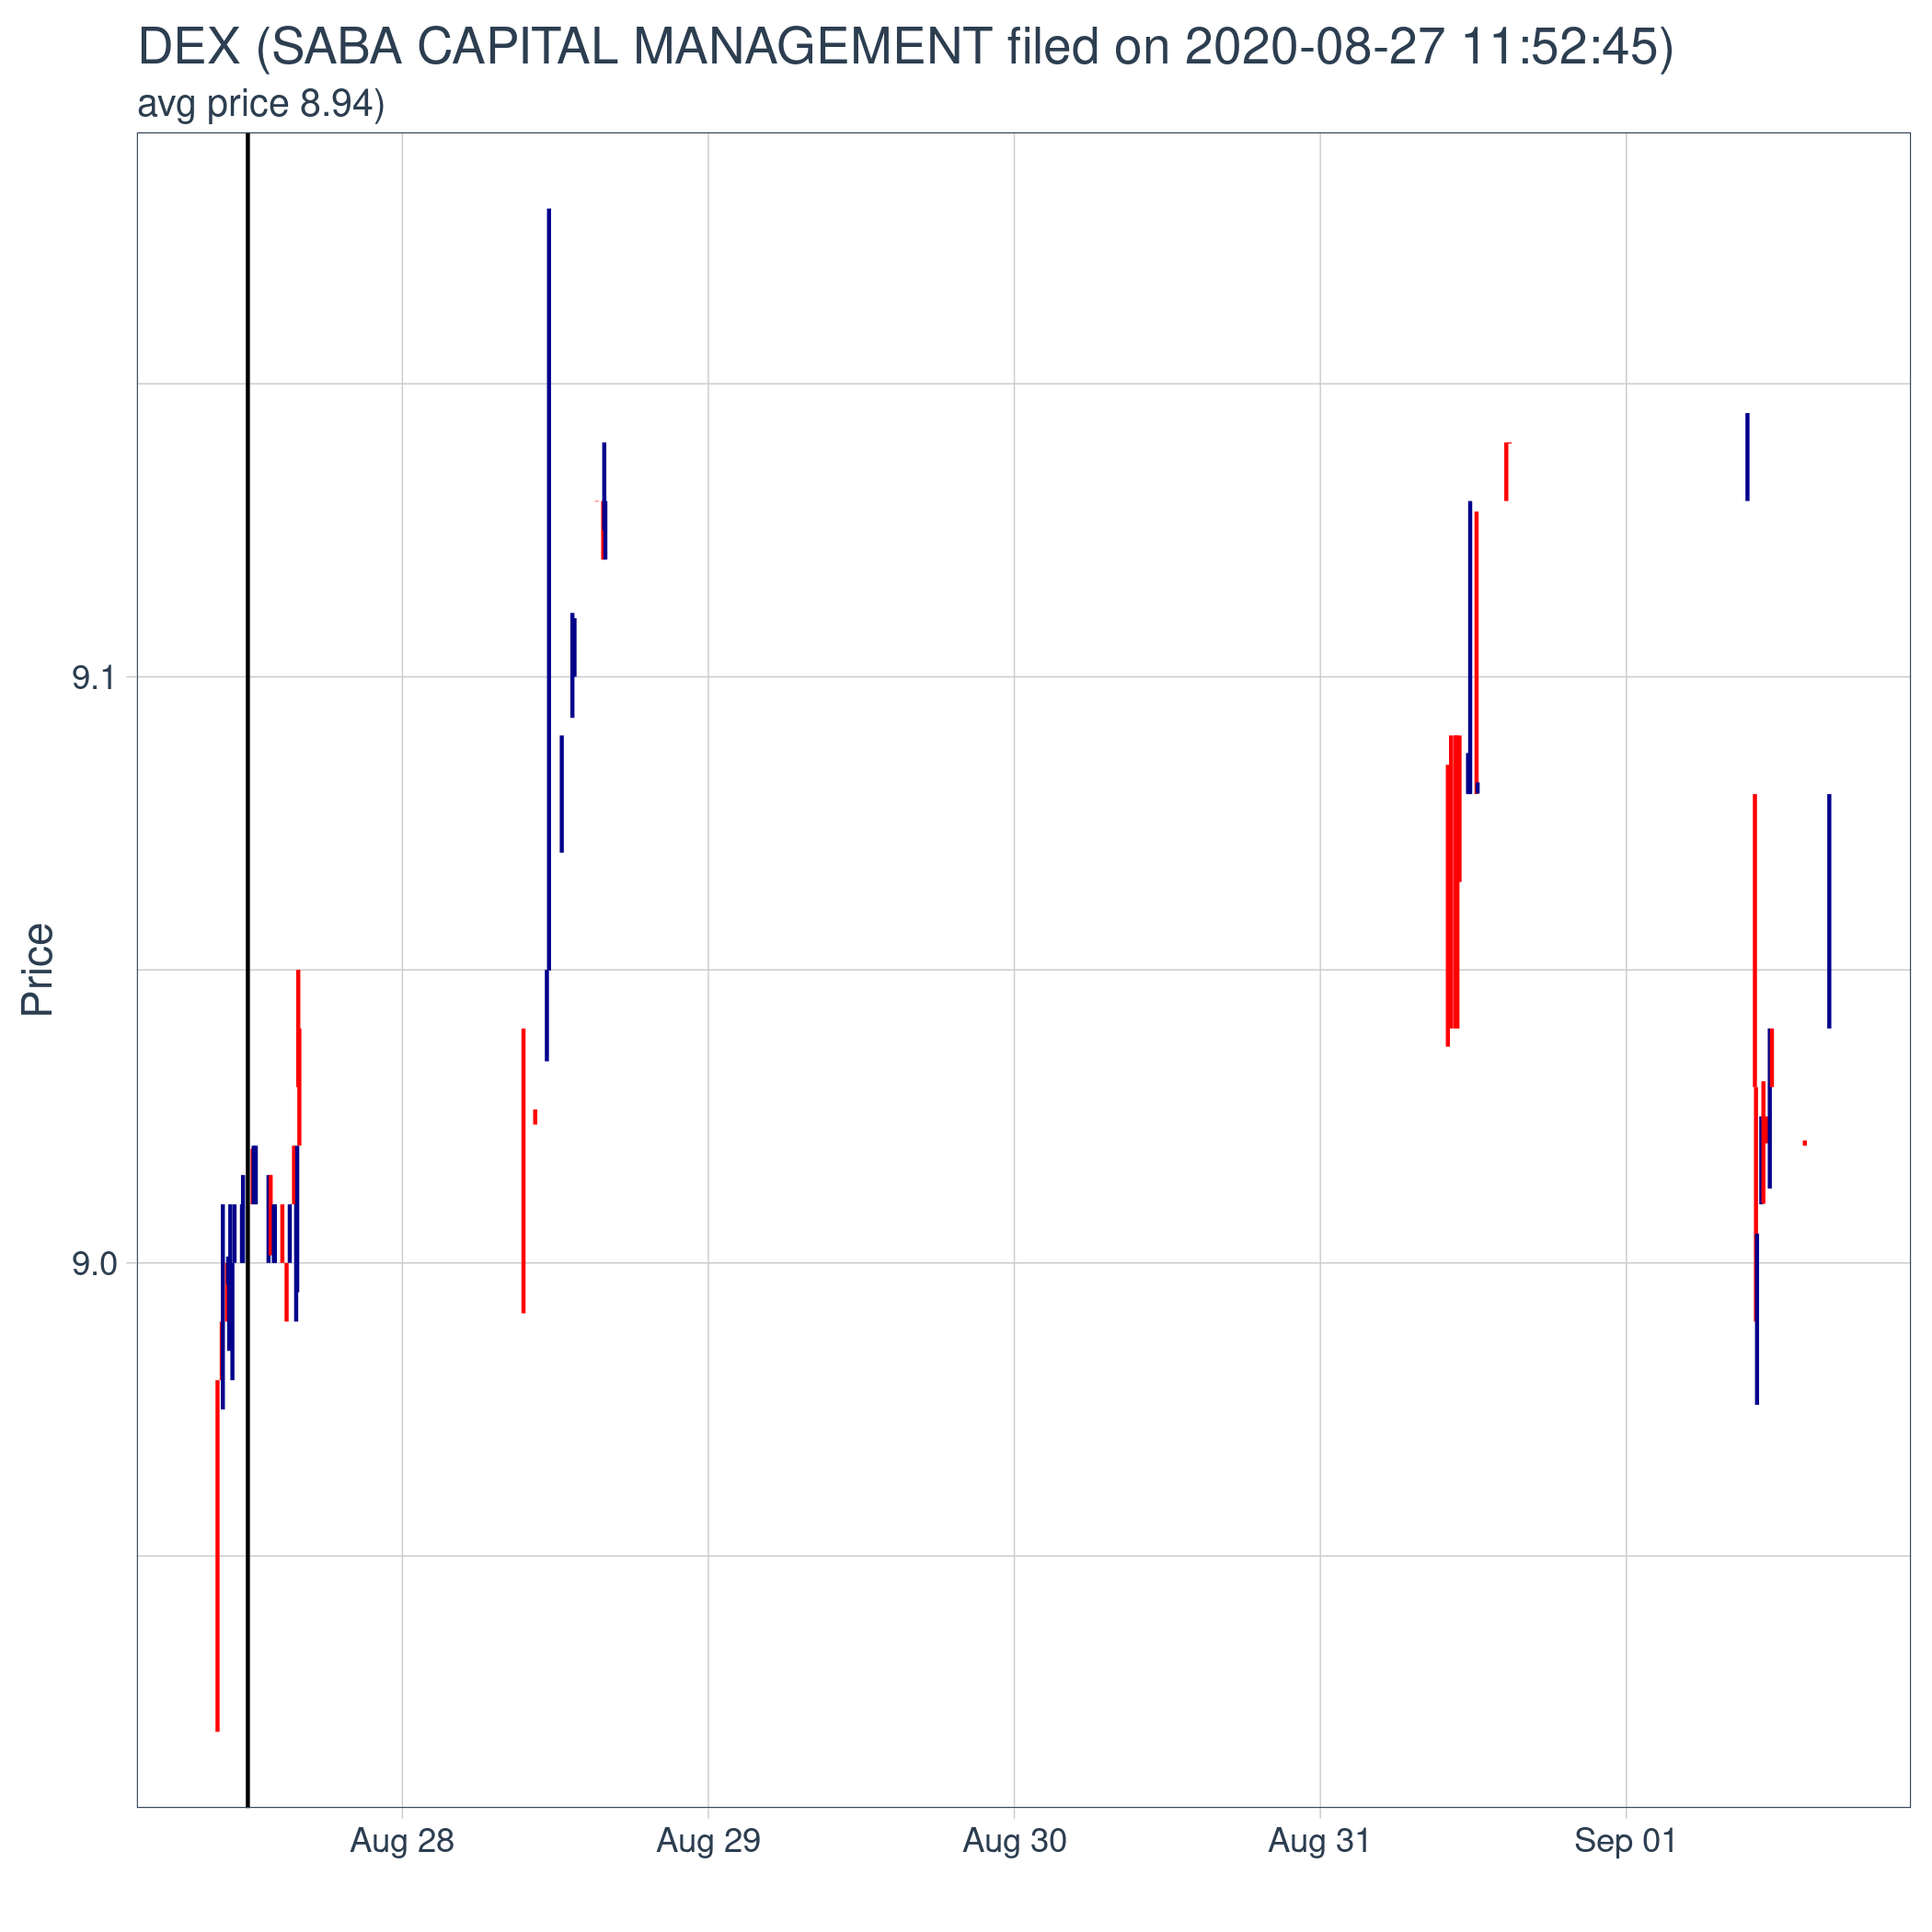 DEX (SABA CAPITAL MANAGEMENT filed on 2020-08-27 11:52:45)
avg price 8.94)
9.1
Price
9.0
Aug 28
Aug 29
Aug 30
Aug 31
Sep 01